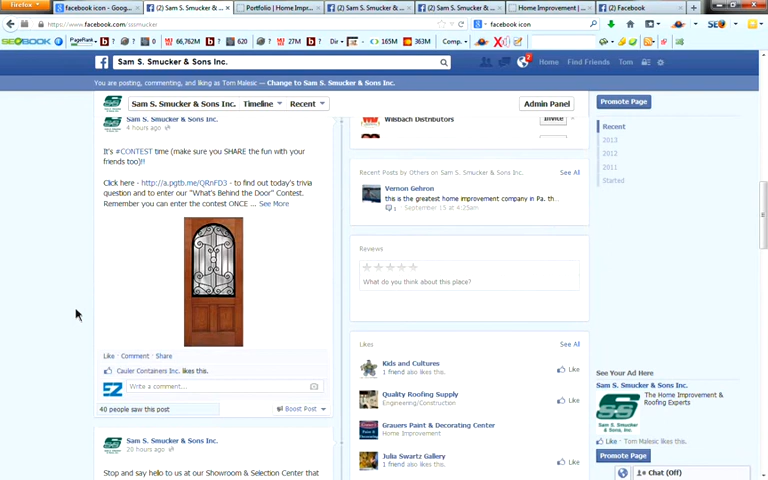 Firefox
facebook icon - Goog...
(2) Sam S. Smucker & ...
Portfolio | Home Impr...
(2) Sam S. Smucker & ...
(2) Sam S. Smucker & ...
Home Improvement | ...
(2) Facebook
https://www.facebook.com/sssmucker
facebook icon
SEO
SEOBOOK
PageRank
66,762M
620
27M
Dir
165M
363M
Comp.
Sam S. Smucker & Sons Inc.
2
Home
Find Friends
Tom
You are posting, commenting, and liking as Tom Malesic — Change to Sam S. Smucker & Sons Inc.
Sam S. Smucker & Sons Inc.
Timeline
Recent
Admin Panel
Promote Page
Recent
2013
2012
2011
Started
Sam S. Smucker & Sons Inc.
4 hours ago
It's #CONTEST time (make sure you SHARE the fun with your
friends too)!!
Click here - http://a.pgtb.me/QRnFD3 - to find out today's trivia
question and to enter our "What's Behind the Door" Contest.
Remember you can enter the contest ONCE ... See More
Like · Comment · Share
Cauler Containers Inc. likes this.
EZ
Write a comment...
40 people saw this post
Boost Post
Sam S. Smucker & Sons Inc.
20 hours ago
Stop and say hello to us at our Showroom & Selection Center that
Wilsbach Distributors
Invite
Recent Posts by Others on Sam S. Smucker & Sons Inc.
See All
Vernon Gehron
this is the greatest home improvement company in Pa. th...
1 · September 15 at 4:25am
Reviews
What do you think about this place?
Likes
See All
Kids and Cultures
1 friend also likes this.
Like
Quality Roofing Supply
Engineering/Construction
Like
Grauers Paint & Decorating Center
Home Improvement
Like
Julia Swartz Gallery
1 friend also likes this.
Like
See Your Ad Here
Sam S. Smucker & Sons Inc.
The Home Improvement &
Roofing Experts
Like · Tom Malesic likes this.
Promote Page
Chat (Off)